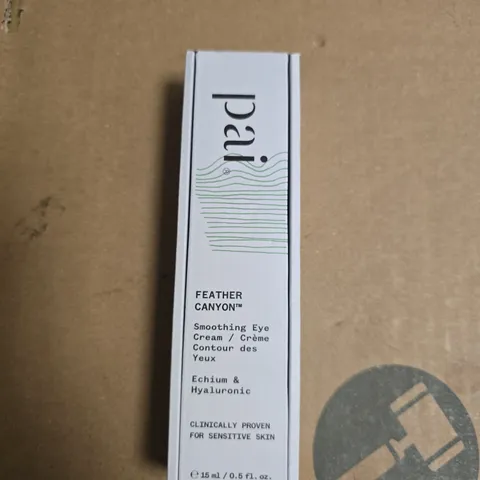 pai®
FEATHER
CANYON™
Smoothing Eye
Cream / Crème
Contour des
Yeux
Echium &
Hyaluronic
CLINICALLY PROVEN
FOR SENSITIVE SKIN
℮ 15 ml / 0.5 fl. oz.